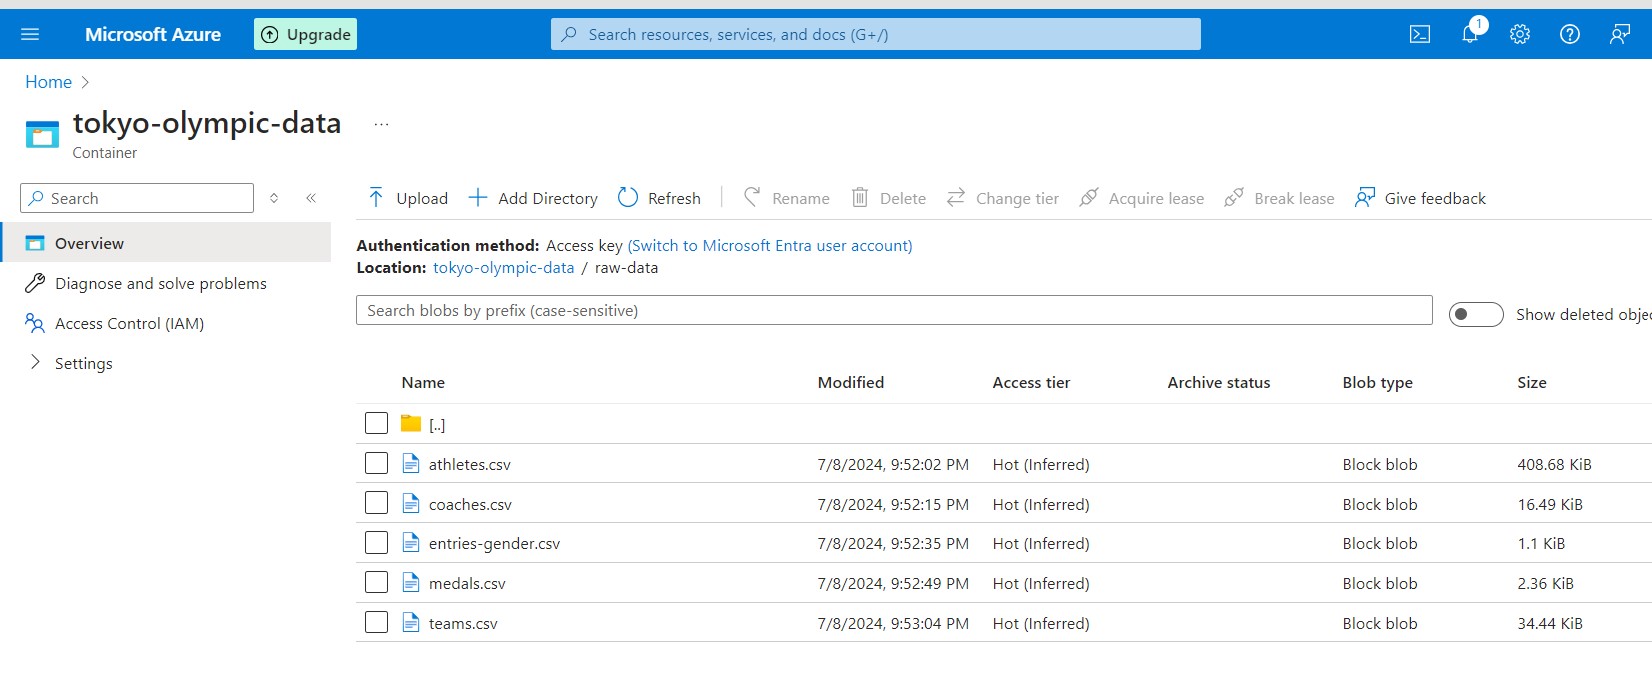 Microsoft Azure Upgrade Search resources, services, and docs (G+/) 1
Home >
tokyo-olympic-data ...
Container
Search
Upload Add Directory Refresh Rename Delete Change tier Acquire lease Break lease Give feedback
Overview
Diagnose and solve problems
Access Control (IAM)
Settings
Authentication method: Access key (Switch to Microsoft Entra user account)
Location: tokyo-olympic-data / raw-data
Search blobs by prefix (case-sensitive)
Show deleted objec
Name Modified Access tier Archive status Blob type Size
[..]
athletes.csv 7/8/2024, 9:52:02 PM Hot (Inferred) Block blob 408.68 KiB
coaches.csv 7/8/2024, 9:52:15 PM Hot (Inferred) Block blob 16.49 KiB
entries-gender.csv 7/8/2024, 9:52:35 PM Hot (Inferred) Block blob 1.1 KiB
medals.csv 7/8/2024, 9:52:49 PM Hot (Inferred) Block blob 2.36 KiB
teams.csv 7/8/2024, 9:53:04 PM Hot (Inferred) Block blob 34.44 KiB